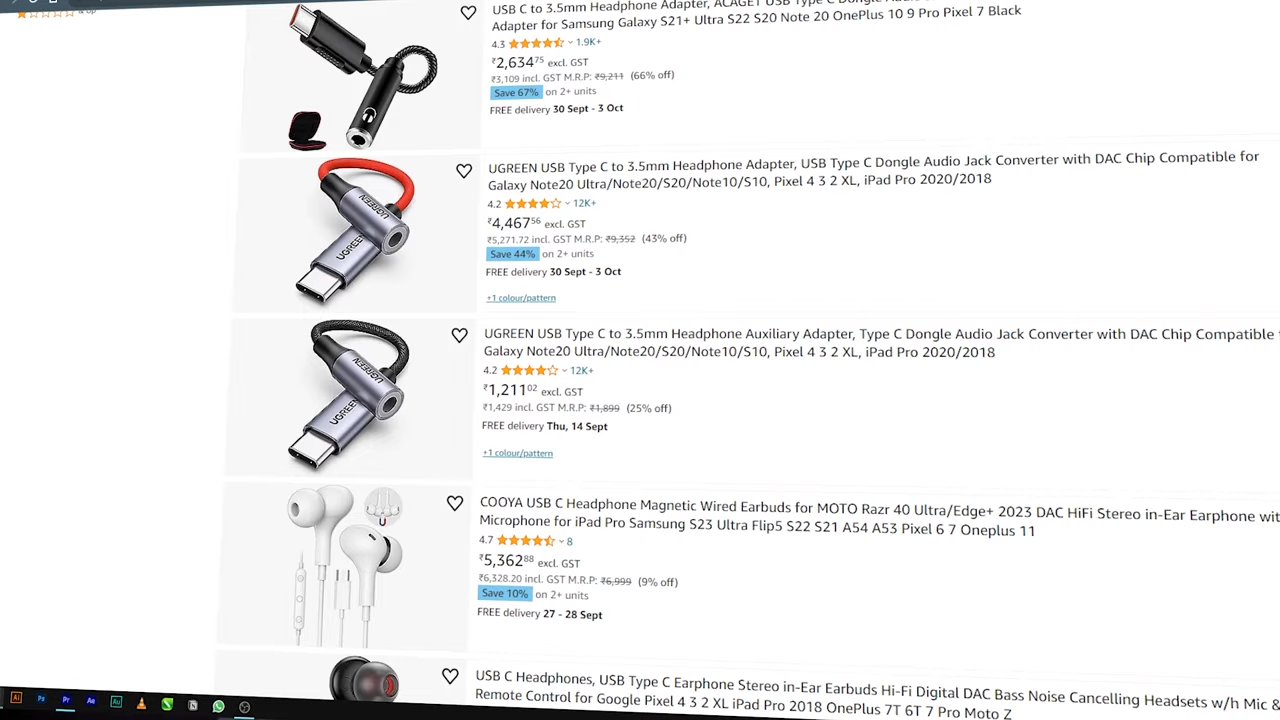 & Up
USB C to 3.5mm Headphone Adapter, ACAGET USB Type C Dongle
Adapter for Samsung Galaxy S21+ Ultra S22 S20 Note 20 OnePlus 10 9 Pro Pixel 7 Black
4.3 1.9K+
₹2,634 75 excl. GST
₹3,109 incl. GST M.R.P: ₹9,211 (66% off)
Save 67% on 2+ units
FREE delivery 30 Sept - 3 Oct
UGREEN USB Type C to 3.5mm Headphone Adapter, USB Type C Dongle Audio Jack Converter with DAC Chip Compatible for
Galaxy Note20 Ultra/Note20/S20/Note10/S10, Pixel 4 3 2 XL, iPad Pro 2020/2018
UGREEN
UGREEN
4.2 12K+
₹4,467 56 excl. GST
₹5,271.72 incl. GST M.R.P: ₹9,352 (43% off)
Save 44% on 2+ units
FREE delivery 30 Sept - 3 Oct
+1 colour/pattern
UGREEN USB Type C to 3.5mm Headphone Auxiliary Adapter, Type C Dongle Audio Jack Converter with DAC Chip Compatible
Galaxy Note20 Ultra/Note20/S20/Note10/S10, Pixel 4 3 2 XL, iPad Pro 2020/2018
UGREEN
UGREEN
4.2 12K+
₹1,211 02 excl. GST
₹1,429 incl. GST M.R.P: ₹1,899 (25% off)
FREE delivery Thu, 14 Sept
+1 colour/pattern
COOYA USB C Headphone Magnetic Wired Earbuds for MOTO Razr 40 Ultra/Edge+ 2023 DAC HiFi Stereo in-Ear Earphone
Microphone for iPad Pro Samsung S23 Ultra Flip5 S22 S21 A54 A53 Pixel 6 7 Oneplus 11
4.7 8
₹5,362 88 excl. GST
₹6,328.20 incl. GST M.R.P: ₹6,999 (9% off)
Save 10% on 2+ units
FREE delivery 27 - 28 Sept
USB C Headphones, USB Type C Earphone Stereo in-Ear Earbuds Hi-Fi Digital DAC Bass Noise Cancelling Headsets w/h Mic &
Remote Control for Google Pixel 4 3 2 XL iPad Pro 2018 OnePlus 7T 6T 7 Pro Moto Z
Ai Ps Pr Ae Au